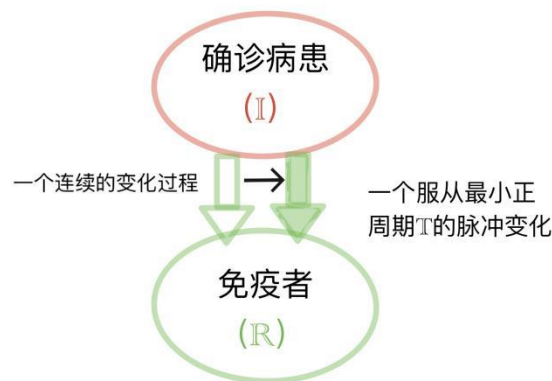 确诊病患
(𝕀)
一个连续的变化过程
一个服从最小正
周期𝕋的脉冲变化
免疫者
(ℝ)